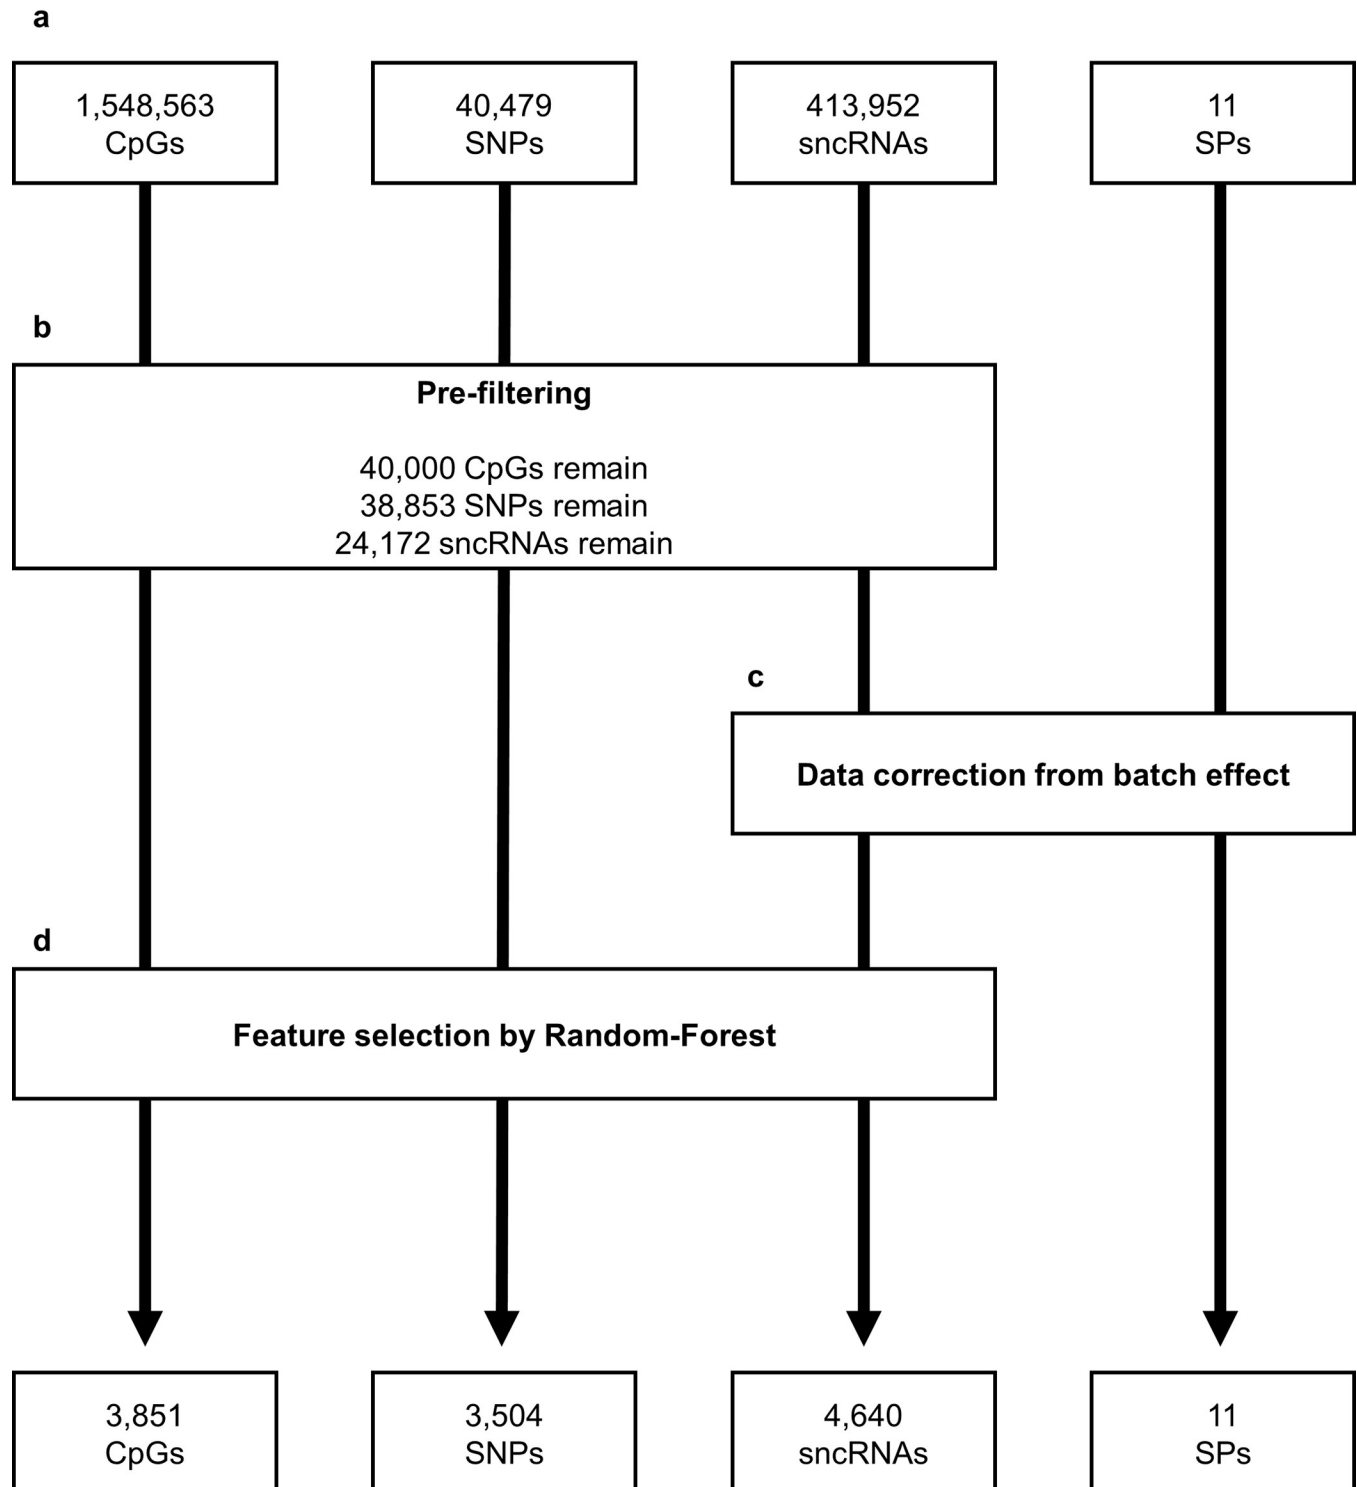 a
1,548,563
CpGs
40,479
SNPs
413,952
sncRNAs
11
SPs
b
Pre-filtering
40,000 CpGs remain
38,853 SNPs remain
24,172 sncRNAs remain
c
Data correction from batch effect
d
Feature selection by Random-Forest
3,851
CpGs
3,504
SNPs
4,640
sncRNAs
11
SPs